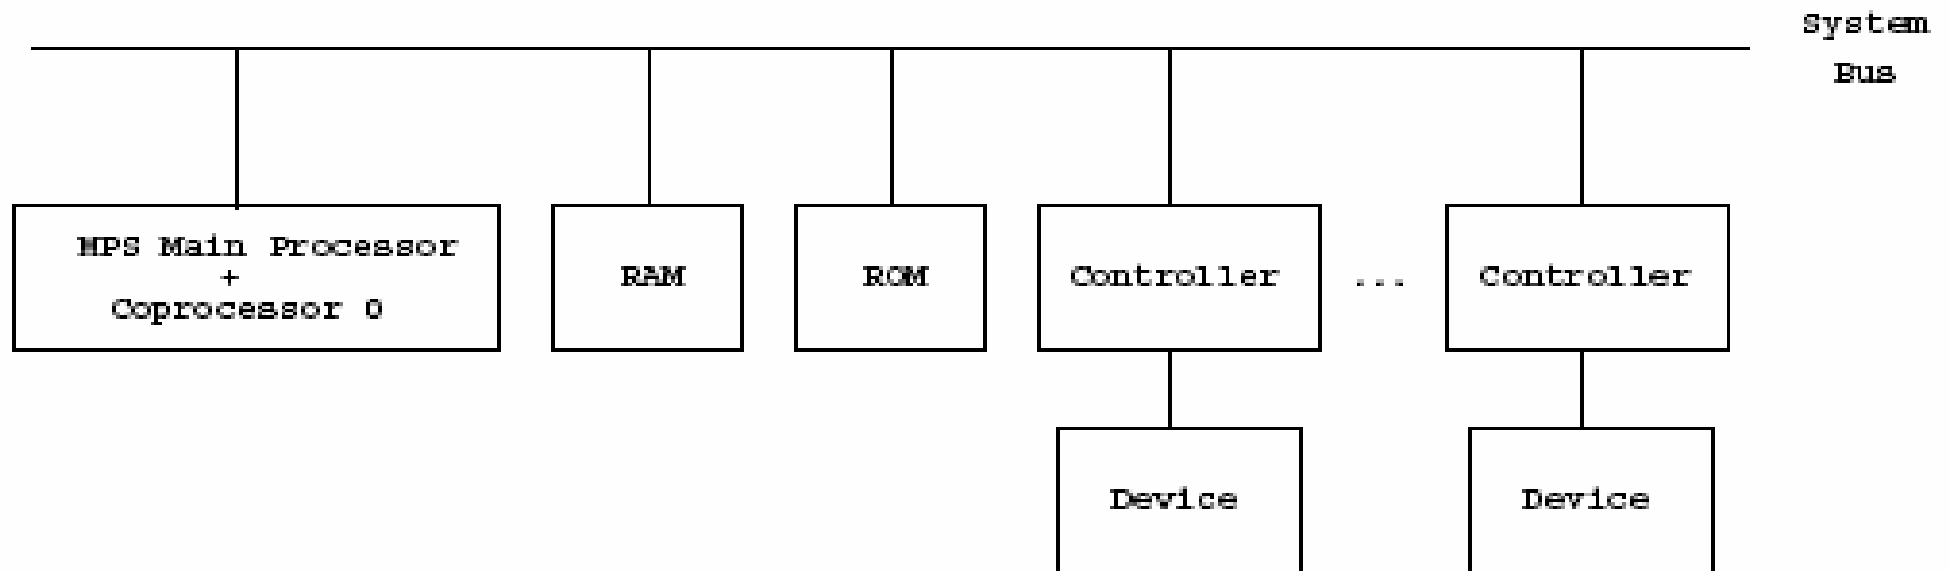 System
Bus
MPS Main Processor
+
Coprocessor 0
RAM
ROM
Controller
...
Controller
Device
Device